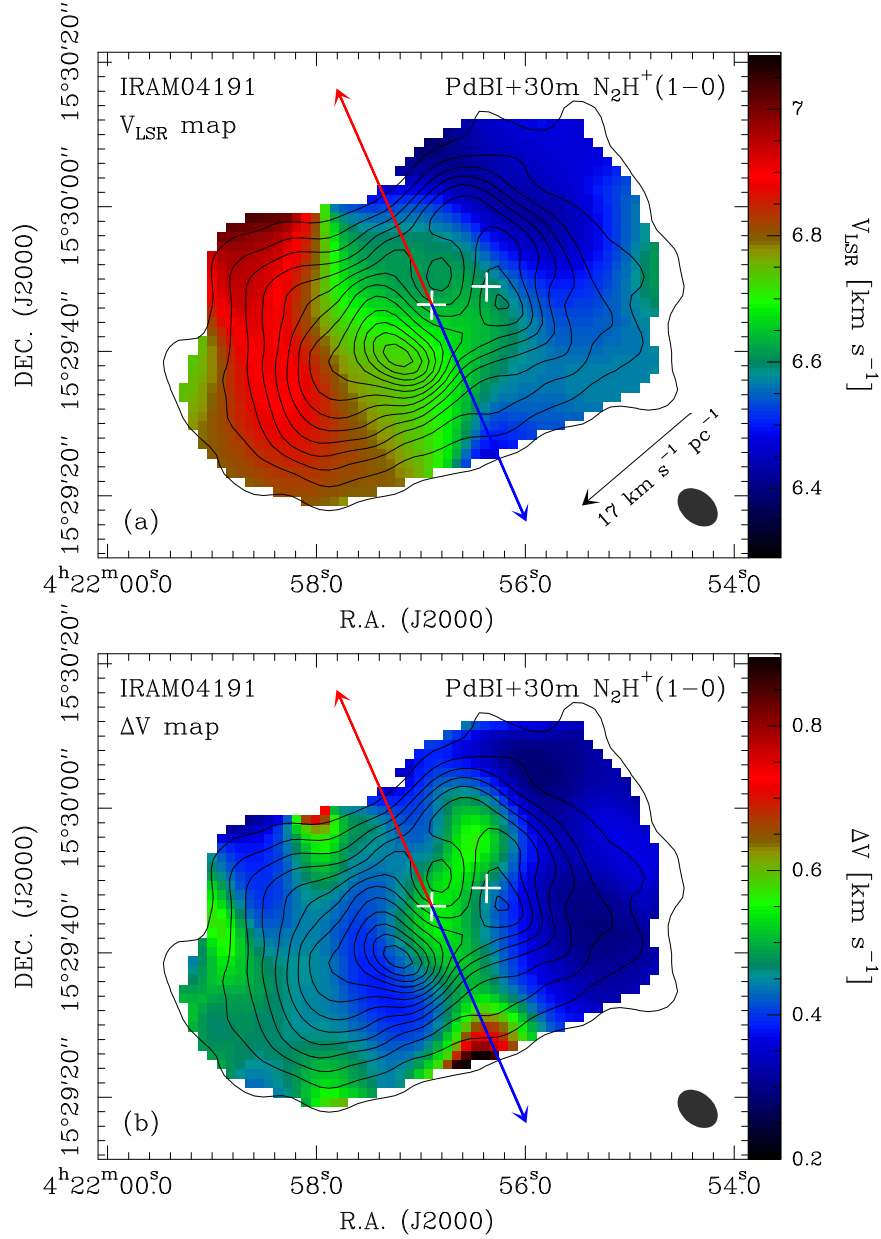 IRAM04191 PdBI+30m N₂H⁺(1−0)
V_LSR map
15°30'20''
15°30'00''
15°29'40''
15°29'20''
DEC. (J2000)
17 km s⁻¹ pc⁻¹
(a)
4ʰ22ᵐ00.ˢ0 58.ˢ0 56.ˢ0 54.ˢ0
R.A. (J2000)
7
6.8
6.6
6.4
V_LSR [km s⁻¹]
IRAM04191 PdBI+30m N₂H⁺(1−0)
ΔV map
15°30'20''
15°30'00''
15°29'40''
15°29'20''
DEC. (J2000)
(b)
4ʰ22ᵐ00.ˢ0 58.ˢ0 56.ˢ0 54.ˢ0
R.A. (J2000)
0.8
0.6
0.4
0.2
ΔV [km s⁻¹]